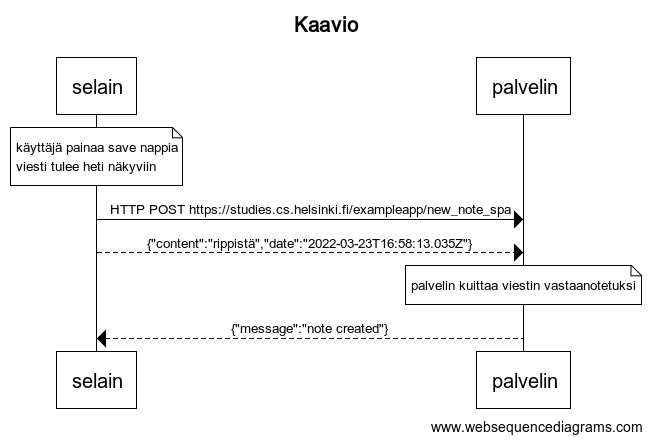 Kaavio
selain
palvelin
käyttäjä painaa save nappia
viesti tulee heti näkyviin
HTTP POST https://studies.cs.helsinki.fi/exampleapp/new_note_spa
{"content":"rippistä","date":"2022-03-23T16:58:13.035Z"}
palvelin kuittaa viestin vastaanotetuksi
{"message":"note created"}
selain
palvelin
www.websequencediagrams.com